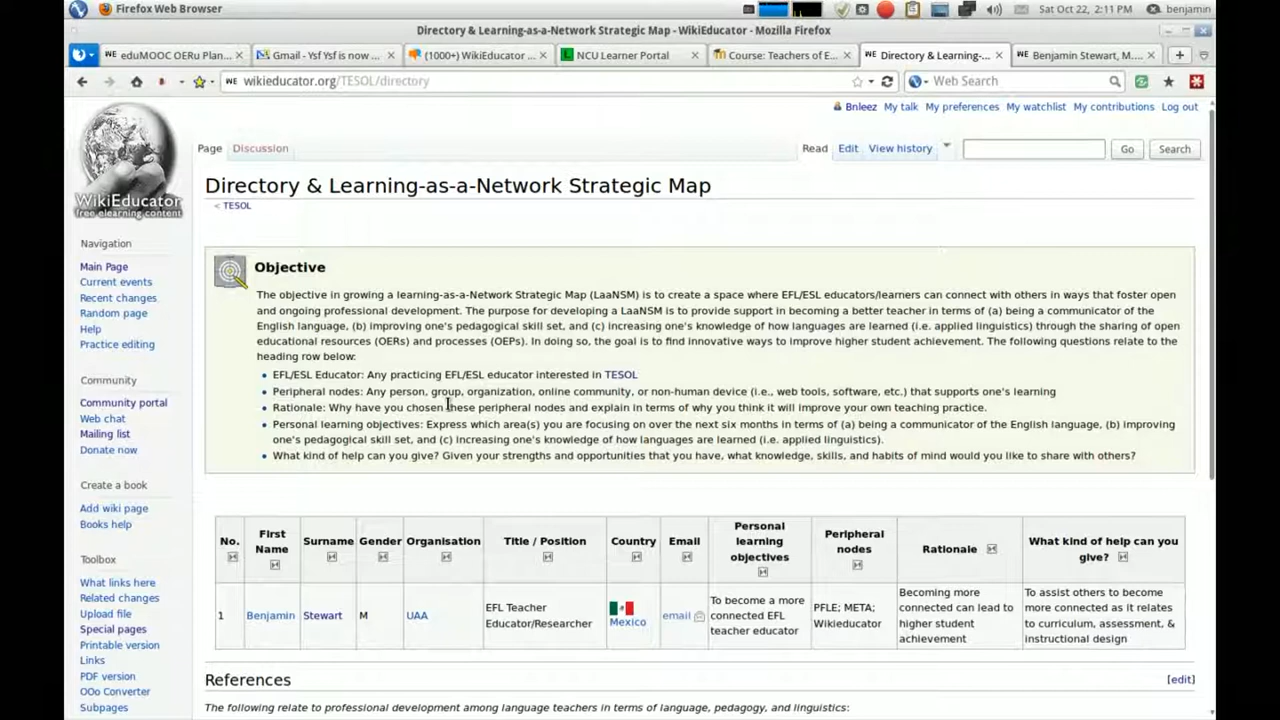 Firefox Web Browser
Sat Oct 22, 2:11 PM
benjamin
Directory & Learning-as-a-Network Strategic Map - WikiEducator - Mozilla Firefox
WE eduMOOC OERu Plan...
Gmail - Ysf Ysf is now ...
(1000+) WikiEducator ...
NCU Learner Portal
Course: Teachers of E...
WE Directory & Learning-...
WE Benjamin Stewart, M....
WE wikieducator.org/TESOL/directory
Web Search
Bnleez My talk My preferences My watchlist My contributions Log out
WikiEducator
free elearning content
Page Discussion
Read Edit View history
Go Search
Directory & Learning-as-a-Network Strategic Map
< TESOL
Navigation
Main Page
Current events
Recent changes
Random page
Help
Practice editing
Community
Community portal
Web chat
Mailing list
Donate now
Create a book
Add wiki page
Books help
Toolbox
What links here
Related changes
Upload file
Special pages
Printable version
Links
PDF version
OOo Converter
Subpages
Objective
The objective in growing a learning-as-a-Network Strategic Map (LaaNSM) is to create a space where EFL/ESL educators/learners can connect with others in ways that foster open
and ongoing professional development. The purpose for developing a LaaNSM is to provide support in becoming a better teacher in terms of (a) being a communicator of the
English language, (b) improving one's pedagogical skill set, and (c) increasing one's knowledge of how languages are learned (i.e. applied linguistics) through the sharing of open
educational resources (OERs) and processes (OEPs). In doing so, the goal is to find innovative ways to improve higher student achievement. The following questions relate to the
heading row below:
EFL/ESL Educator: Any practicing EFL/ESL educator interested in TESOL
Peripheral nodes: Any person, group, organization, online community, or non-human device (i.e., web tools, software, etc.) that supports one's learning
Rationale: Why have you chosen these peripheral nodes and explain in terms of why you think it will improve your own teaching practice.
Personal learning objectives: Express which area(s) you are focusing on over the next six months in terms of (a) being a communicator of the English language, (b) improving
one's pedagogical skill set, and (c) increasing one's knowledge of how languages are learned (i.e. applied linguistics).
What kind of help can you give? Given your strengths and opportunities that you have, what knowledge, skills, and habits of mind would you like to share with others?
No.
First Name
Surname
Gender
Organisation
Title / Position
Country
Email
Personal learning objectives
Peripheral nodes
Rationale
What kind of help can you give?
1
Benjamin
Stewart
M
UAA
EFL Teacher
Educator/Researcher
Mexico
email
To become a more
connected EFL
teacher educator
PFLE; META;
Wikieducator
Becoming more
connected can lead to
higher student
achievement
To assist others to become
more connected as it relates
to curriculum, assessment, &
instructional design
References
[edit]
The following relate to professional development among language teachers in terms of language, pedagogy, and linguistics: